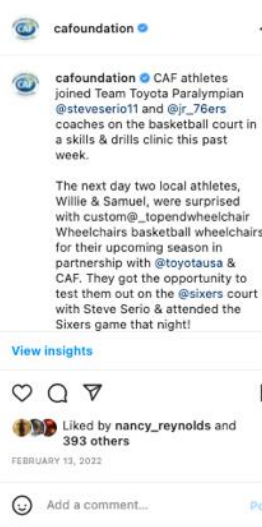 cafoundation
cafoundation CAF athletes
joined Team Toyota Paralympian
@steveserio11 and @jr_76ers
coaches on the basketball court in
a skills & drills clinic this past
week.
The next day two local athletes,
Willie & Samuel, were surprised
with custom@_topendwheelchair
Wheelchairs basketball wheelchairs
for their upcoming season in
partnership with @toyotausa &
CAF. They got the opportunity to
test them out on the @sixers court
with Steve Serio & attended the
Sixers game that night!
View insights
Liked by nancy_reynolds and
393 others
FEBRUARY 13, 2022
Add a comment...
Po